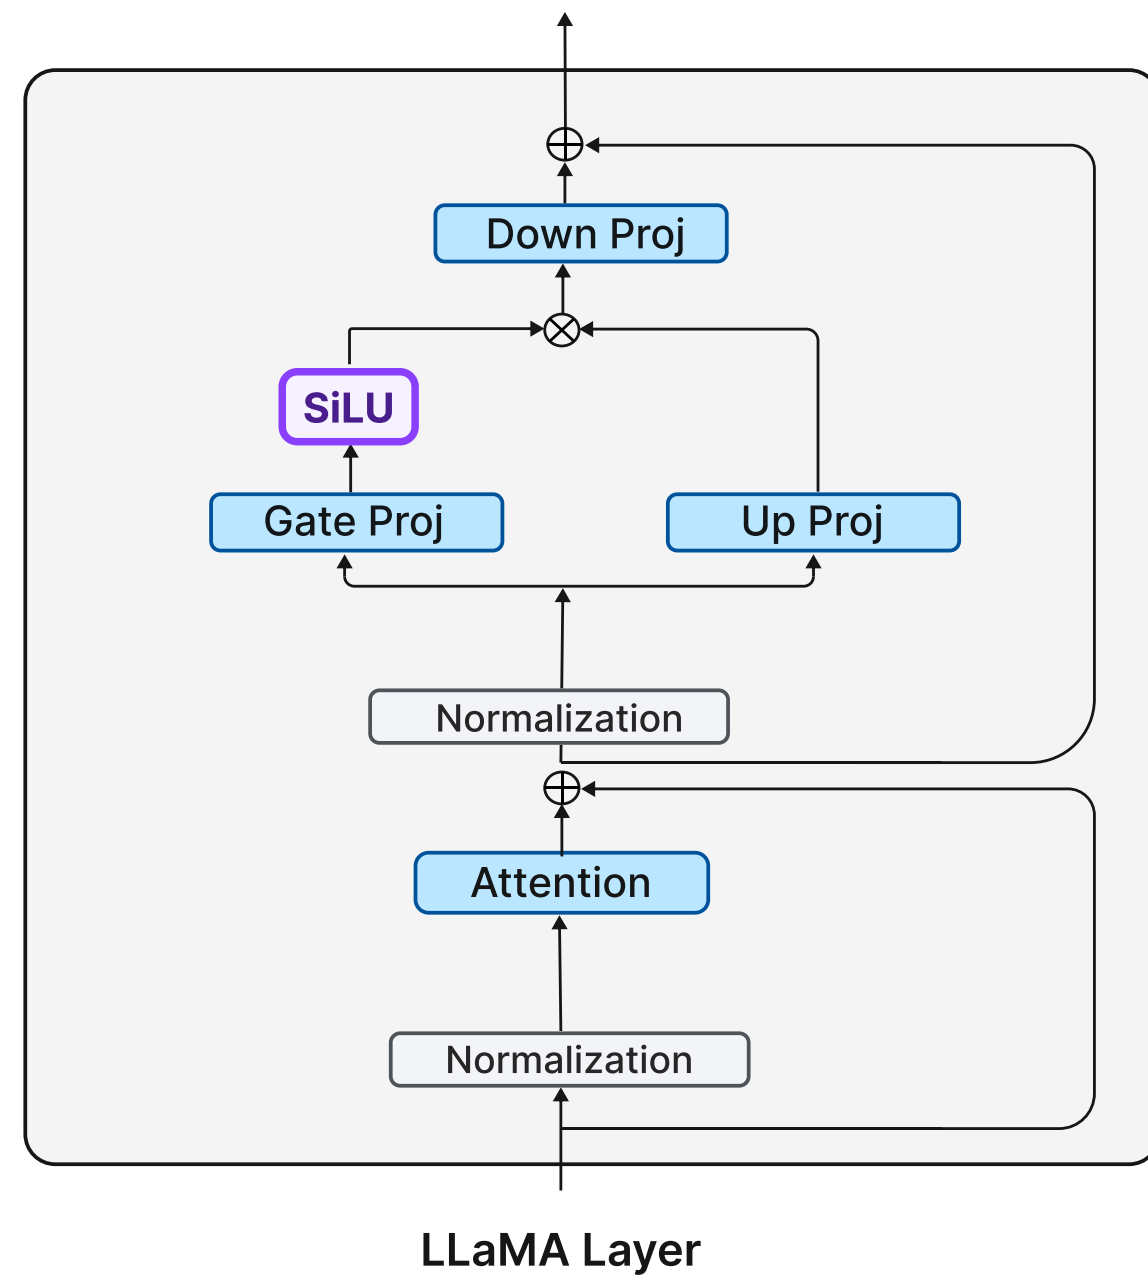 Down Proj
SiLU
Gate Proj
Up Proj
Normalization
Attention
Normalization
LLaMA Layer